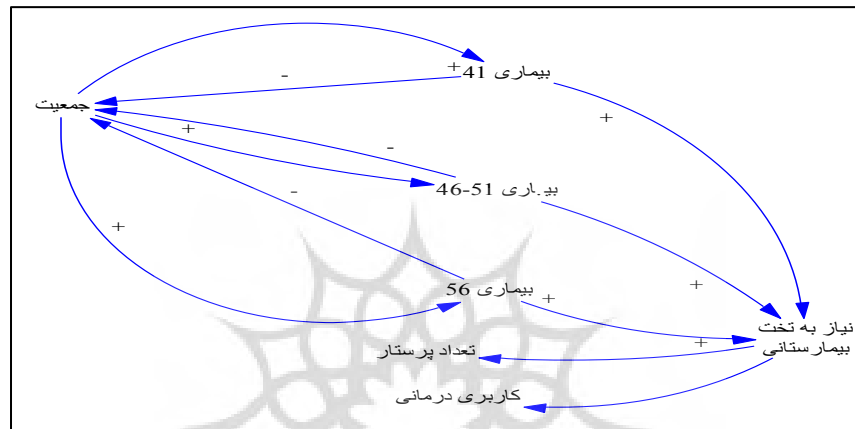 بیماری 41
+
-
جمعیت
+
+
-
بیماری 46-51
-
+
+
بیماری 56
+
نیاز به تخت
بیمارستانی
+
تعداد پرستار
کاربری درمانی